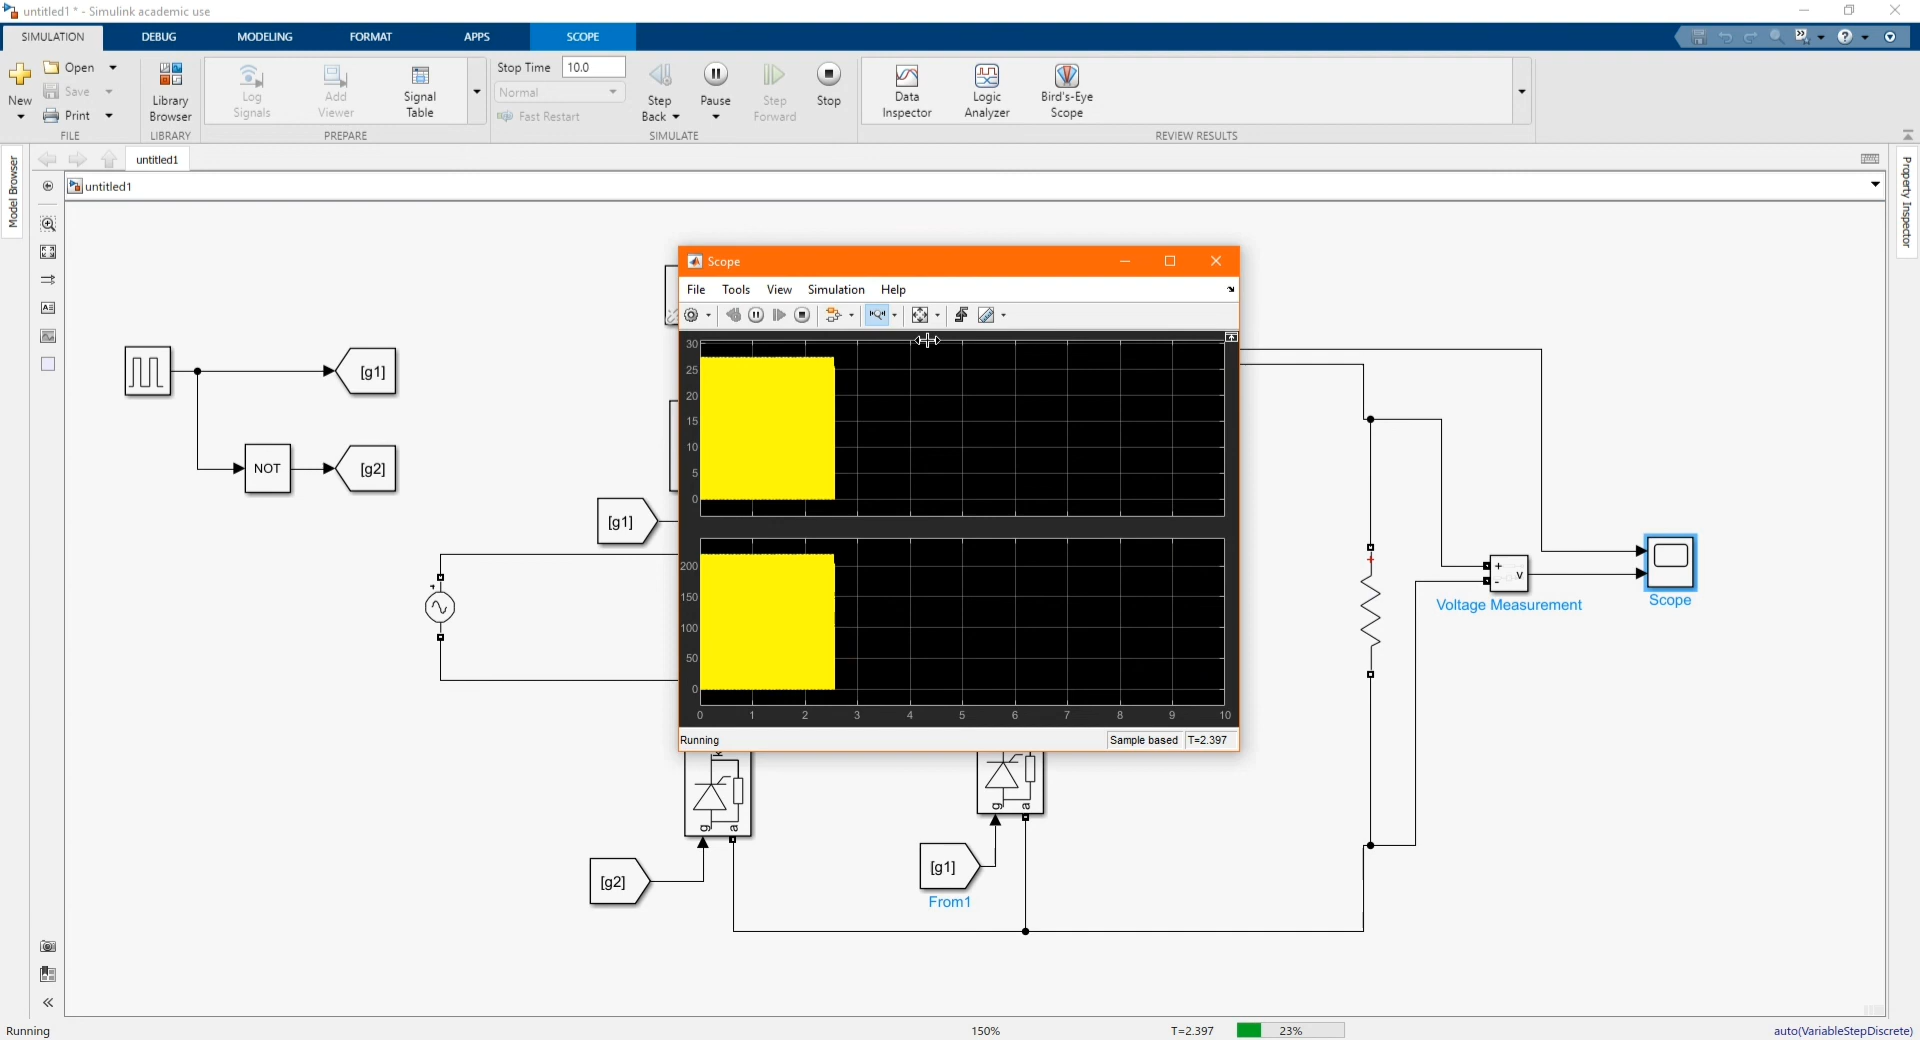 untitled1 * - Simulink academic use
SIMULATION DEBUG MODELING FORMAT APPS SCOPE
New
Open
Save
Print
FILE
Library
Browser
LIBRARY
Log
Signals
Add
Viewer
Signal
Table
PREPARE
Stop Time 10.0
Normal
Fast Restart
Step
Back
Pause
Step
Forward
Stop
SIMULATE
Data
Inspector
Logic
Analyzer
Bird's-Eye
Scope
REVIEW RESULTS
Model Browser
untitled1
untitled1
Property Inspector
[g1]
NOT
[g2]
[g1]
Scope
File Tools View Simulation Help
30
25
20
15
10
5
0
200
150
100
50
0
0 1 2 3 4 5 6 7 8 9 10
Running Sample based T=2.397
+
+
-
v
Voltage Measurement
Scope
g a
g a
[g2]
[g1]
From1
Running 150% T=2.397 23% auto(VariableStepDiscrete)